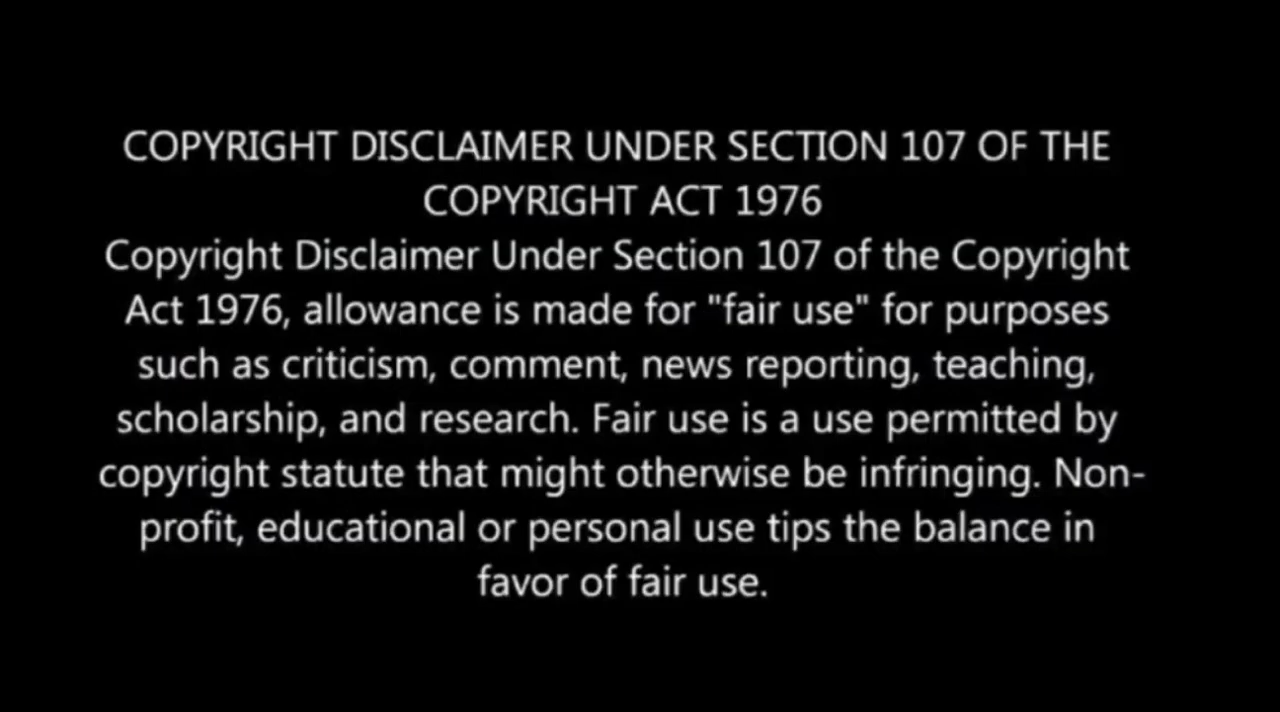 COPYRIGHT DISCLAIMER UNDER SECTION 107 OF THE
COPYRIGHT ACT 1976
Copyright Disclaimer Under Section 107 of the Copyright
Act 1976, allowance is made for "fair use" for purposes
such as criticism, comment, news reporting, teaching,
scholarship, and research. Fair use is a use permitted by
copyright statute that might otherwise be infringing. Non-
profit, educational or personal use tips the balance in
favor of fair use.